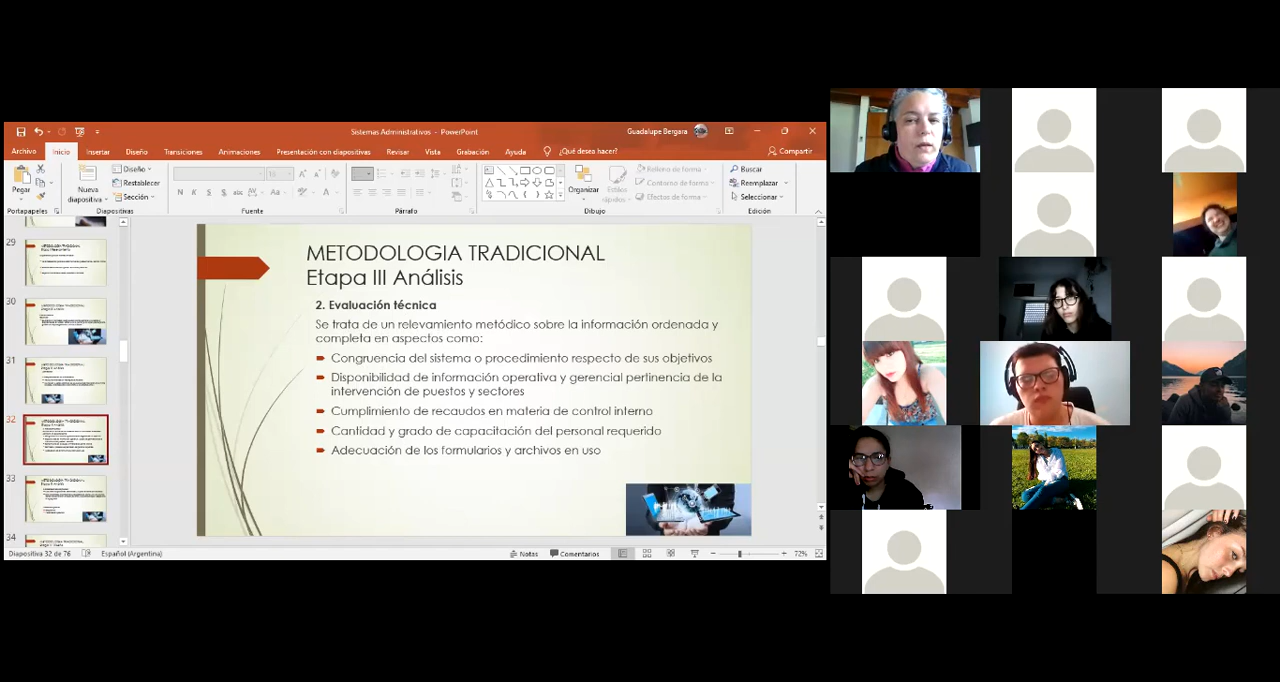 Sistemas Administrativos - PowerPoint
Guadalupe Bergara
Archivo Inicio Insertar Diseño Transiciones Animaciones Presentación con diapositivas Revisar Vista Grabación Ayuda ¿Qué desea hacer? Compartir
Pegar
Nueva diapositiva
Diseño
Restablecer
Sección
N K S
Aa
A
Organizar
Estilos rápidos
Relleno de forma
Contorno de forma
Efectos de forma
Buscar
Reemplazar
Seleccionar
Portapapeles Diapositivas Fuente Párrafo Dibujo Edición
29
30
31
32
33
34
METODOLOGIA TRADICIONAL
Etapa III Análisis
2. Evaluación técnica
Se trata de un relevamiento metódico sobre la información ordenada y
completa en aspectos como:
Congruencia del sistema o procedimiento respecto de sus objetivos
Disponibilidad de información operativa y gerencial pertinencia de la
intervención de puestos y sectores
Cumplimiento de recaudos en materia de control interno
Cantidad y grado de capacitación del personal requerido
Adecuación de los formularios y archivos en uso
Diapositiva 32 de 76 Español (Argentina) Notas Comentarios 72%